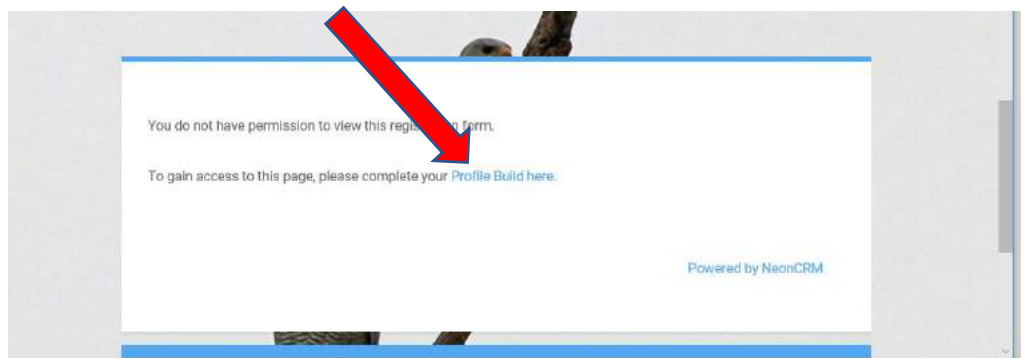 You do not have permission to view this registration form.
To gain access to this page, please complete your Profile Build here.
Powered by NeonCRM